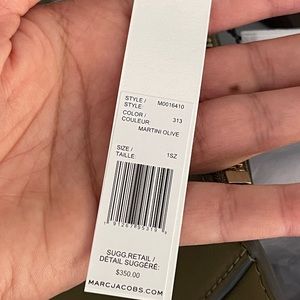 STYLE / M0016410
STYLE:
COLOR / 313
COULEUR:
MARTINI OLIVE
SIZE / 1SZ
TAILLE:
SUGG.RETAIL /
DÉTAIL SUGGÉRÉ:
$350.00
MARCJACOBS.COM